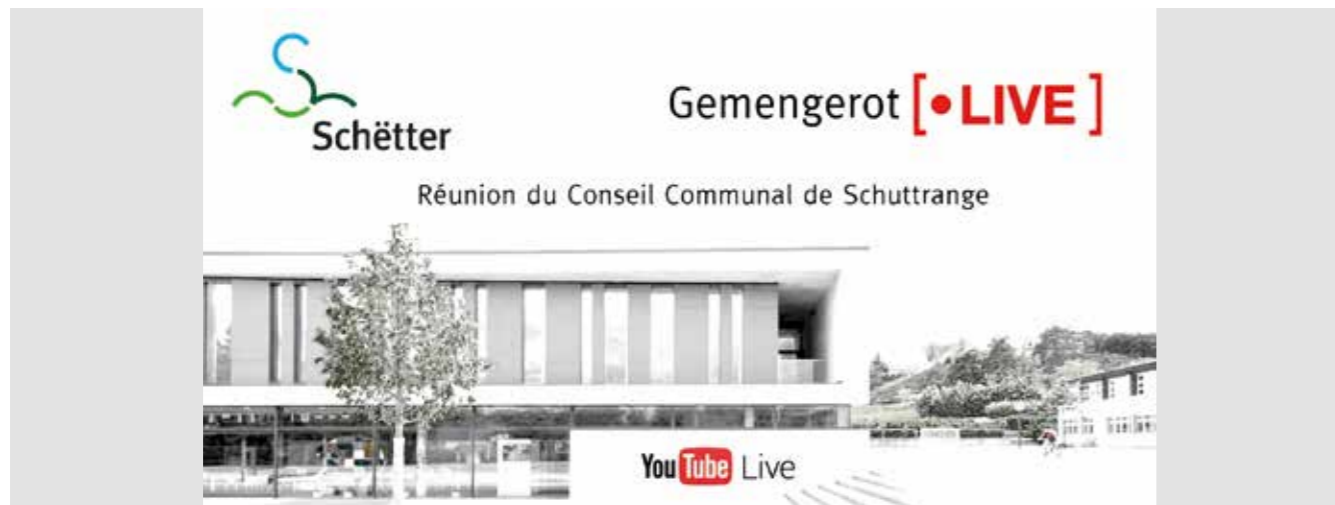 Schëtter
Gemengerot [• LIVE ]
Réunion du Conseil Communal de Schuttrange
YouTube Live